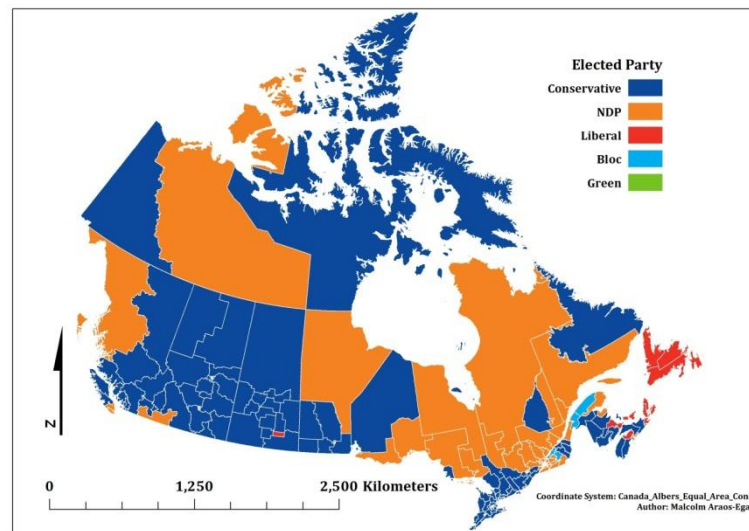 Elected Party
Conservative
NDP
Liberal
Bloc
Green
N
0 1,250 2,500 Kilometers
Coordinate System: Canada_Albers_Equal_Area_Con
Author: Malcolm Araos-Ega